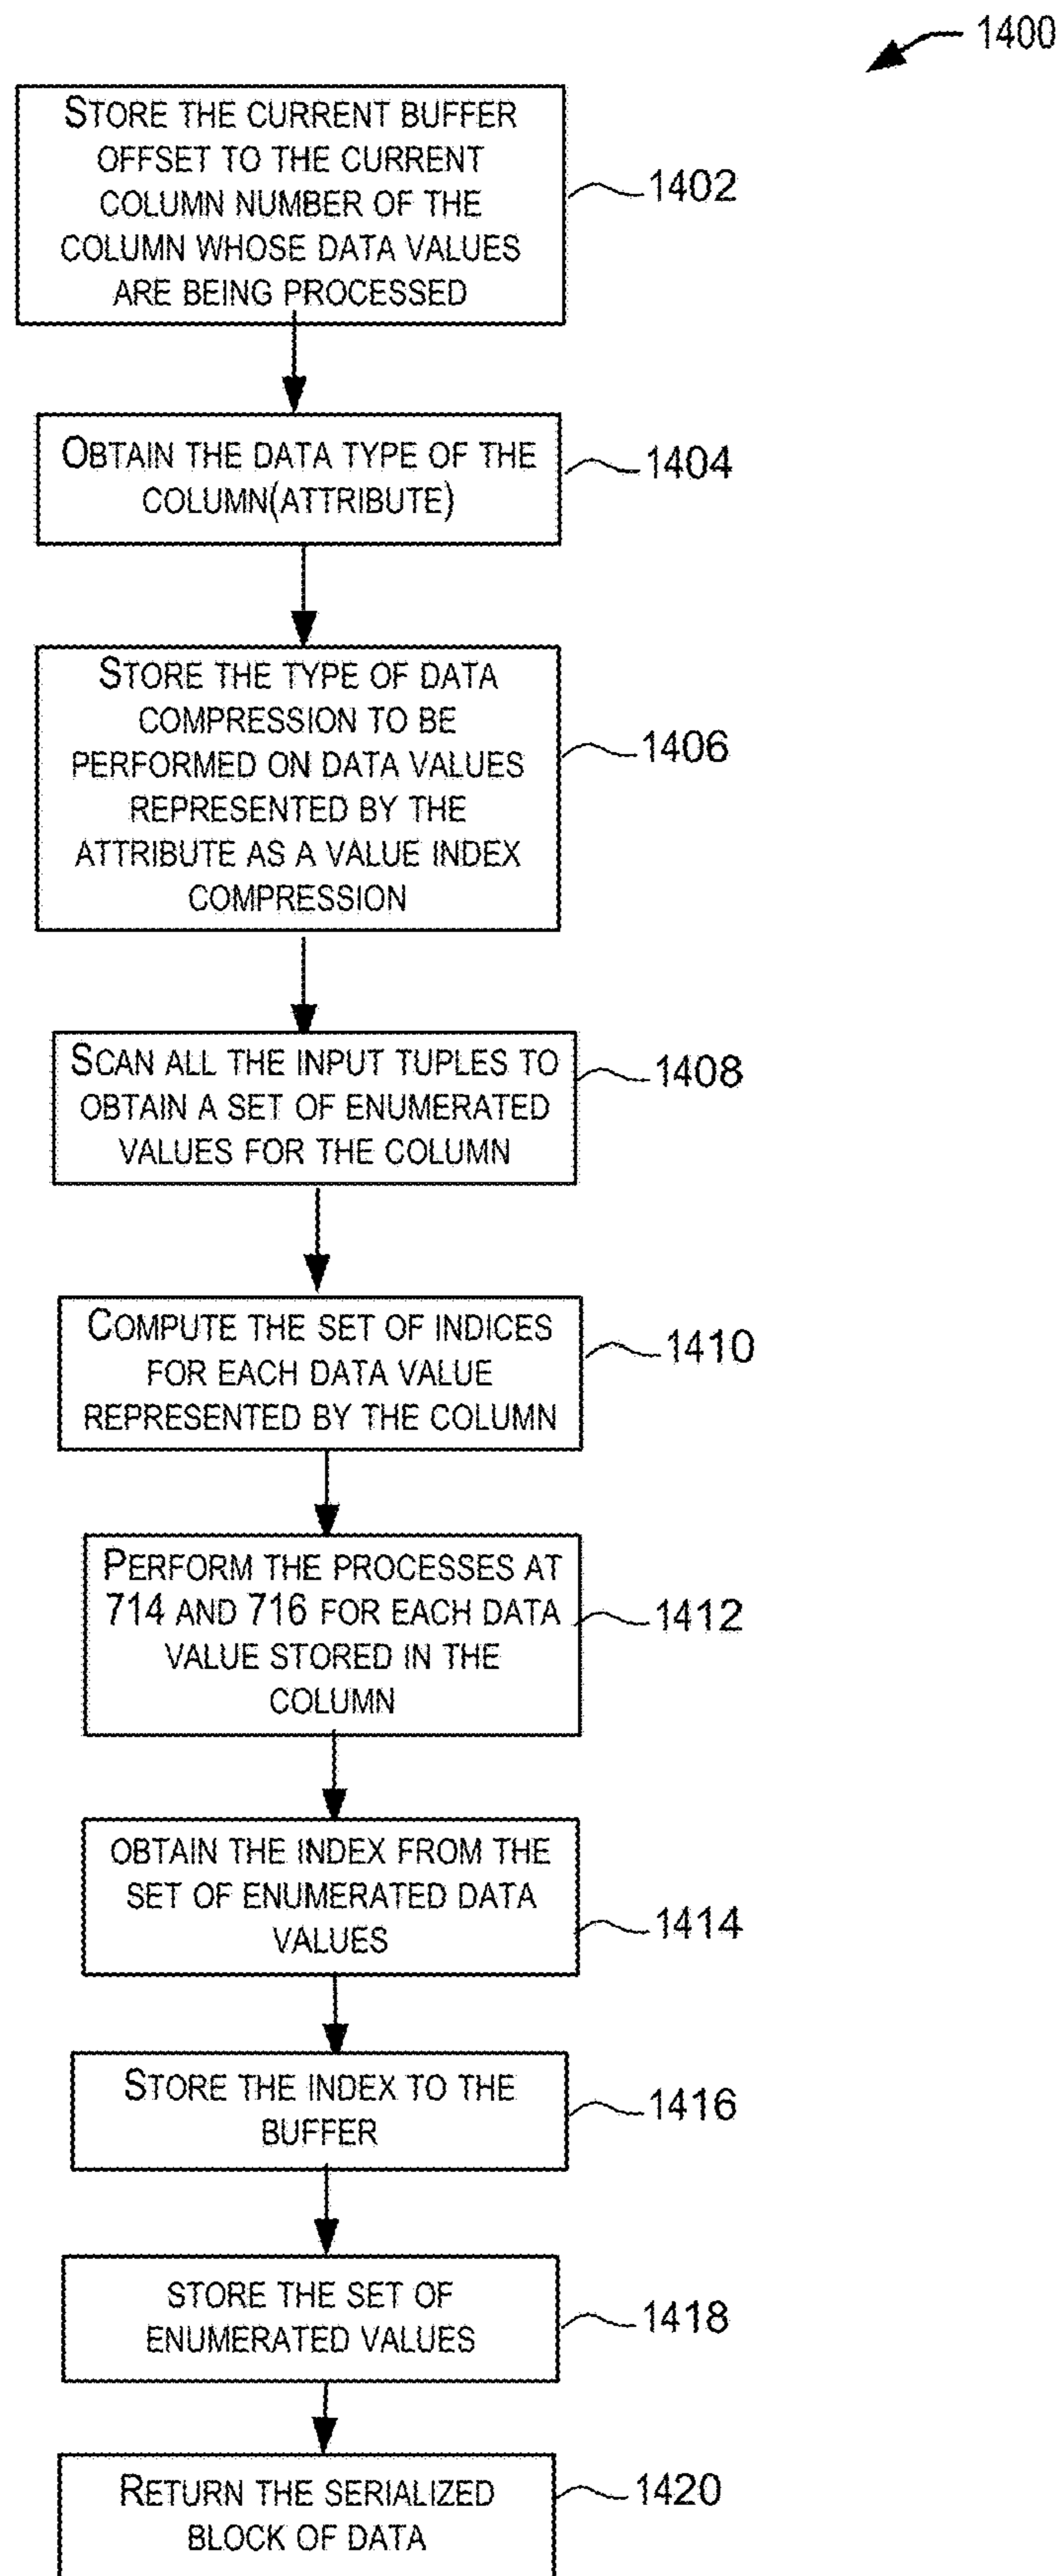 1400
STORE THE CURRENT BUFFER
OFFSET TO THE CURRENT
COLUMN NUMBER OF THE
COLUMN WHOSE DATA VALUES
ARE BEING PROCESSED
1402
OBTAIN THE DATA TYPE OF THE
COLUMN(ATTRIBUTE)
1404
STORE THE TYPE OF DATA
COMPRESSION TO BE
PERFORMED ON DATA VALUES
REPRESENTED BY THE
ATTRIBUTE AS A VALUE INDEX
COMPRESSION
1406
SCAN ALL THE INPUT TUPLES TO
OBTAIN A SET OF ENUMERATED
VALUES FOR THE COLUMN
1408
COMPUTE THE SET OF INDICES
FOR EACH DATA VALUE
REPRESENTED BY THE COLUMN
1410
PERFORM THE PROCESSES AT
714 AND 716 FOR EACH DATA
VALUE STORED IN THE
COLUMN
1412
OBTAIN THE INDEX FROM THE
SET OF ENUMERATED DATA
VALUES
1414
STORE THE INDEX TO THE
BUFFER
1416
STORE THE SET OF
ENUMERATED VALUES
1418
RETURN THE SERIALIZED
BLOCK OF DATA
1420